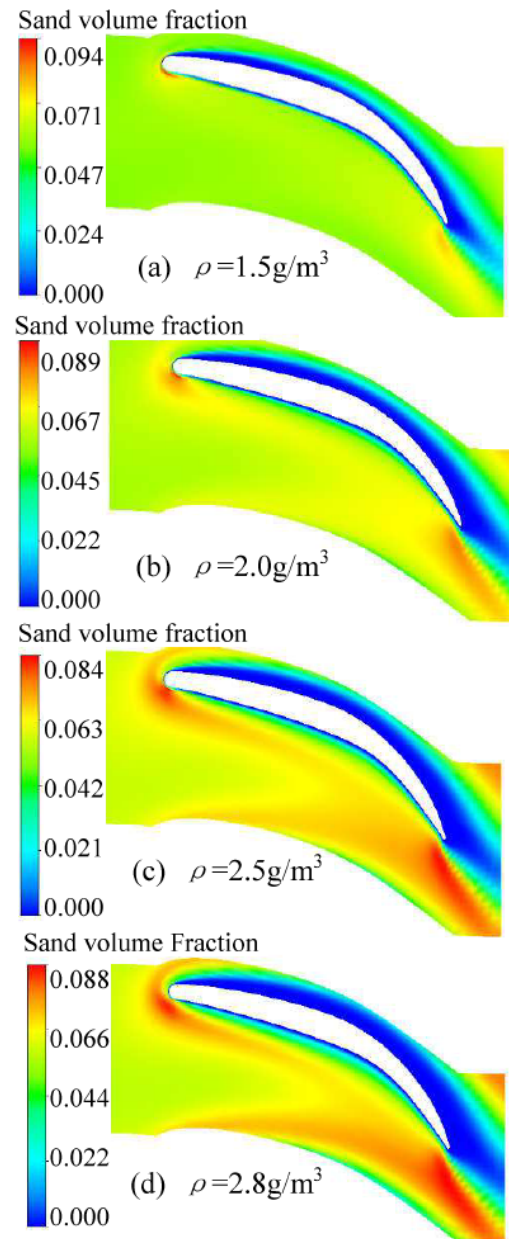 Sand volume fraction
0.094
0.071
0.047
0.024
0.000
(a) ρ=1.5g/m³
Sand volume fraction
0.089
0.067
0.045
0.022
0.000
(b) ρ=2.0g/m³
Sand volume fraction
0.084
0.063
0.042
0.021
0.000
(c) ρ=2.5g/m³
Sand volume Fraction
0.088
0.066
0.044
0.022
0.000
(d) ρ=2.8g/m³